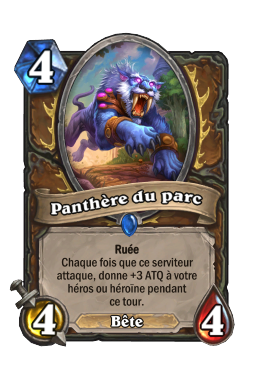 4
Panthère du parc
Ruée
Chaque fois que ce serviteur
attaque, donne +3 ATQ à votre
héros ou héroïne pendant
ce tour.
4
Bête
4